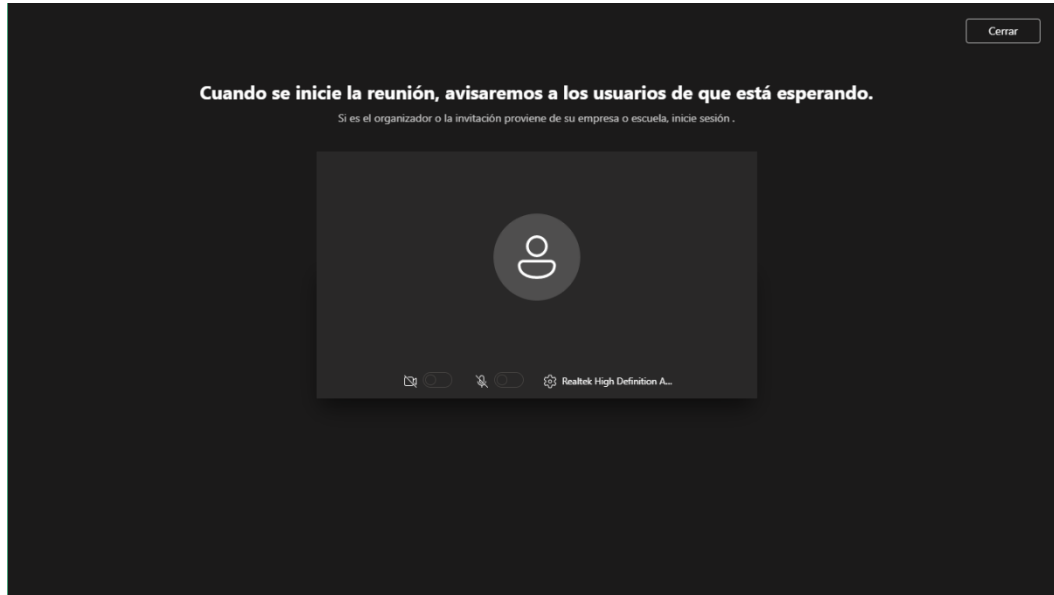 Cerrar
Cuando se inicie la reunión, avisaremos a los usuarios de que está esperando.
Si es el organizador o la invitación proviene de su empresa o escuela, inicie sesión .
Realtek High Definition A...